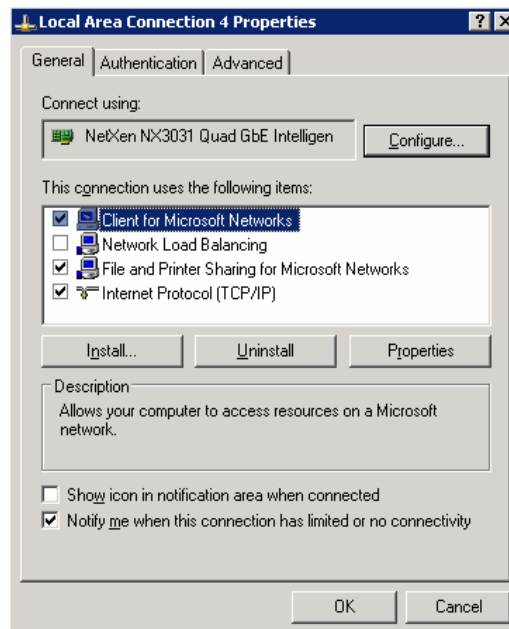 Local Area Connection 4 Properties
General Authentication Advanced
Connect using:
NetXen NX3031 Quad GbE Intelligen Configure...
This connection uses the following items:
Client for Microsoft Networks
Network Load Balancing
File and Printer Sharing for Microsoft Networks
Internet Protocol (TCP/IP)
Install... Uninstall Properties
Description
Allows your computer to access resources on a Microsoft
network.
Show icon in notification area when connected
Notify me when this connection has limited or no connectivity
OK Cancel